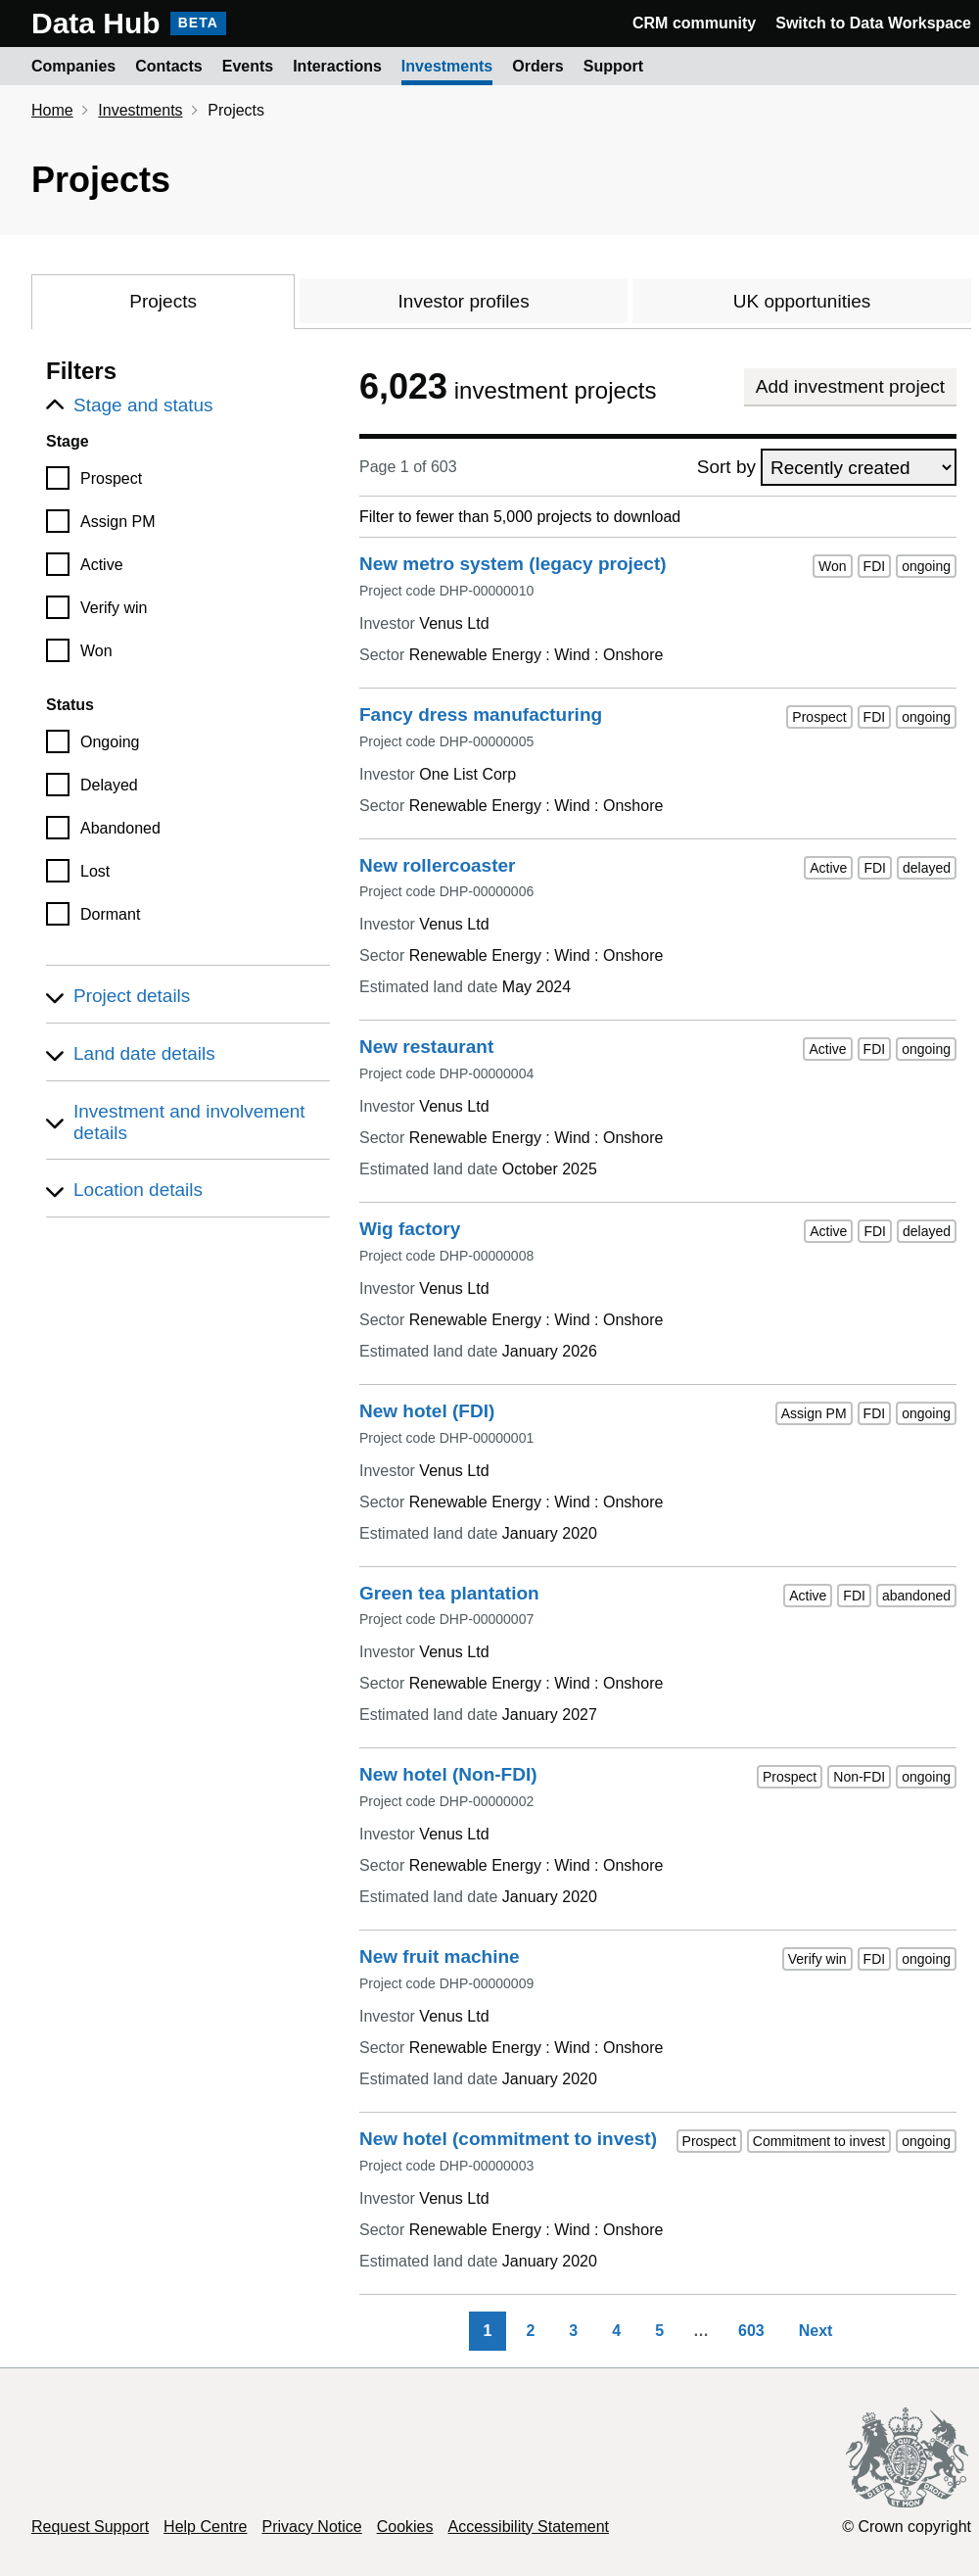 Data Hub BETA CRM community Switch to Data Workspace
Companies Contacts Events Interactions Investments Orders Support
Home Investments Projects
Projects
Projects Investor profiles UK opportunities
Filters
Stage and status
Stage
Prospect
Assign PM
Active
Verify win
Won
Status
Ongoing
Delayed
Abandoned
Lost
Dormant
Project details
Land date details
Investment and involvement
details
Location details
6,023 investment projects Add investment project
Page 1 of 603 Sort by Recently created
Filter to fewer than 5,000 projects to download
New metro system (legacy project) Won FDI ongoing
Project code DHP-00000010
Investor Venus Ltd
Sector Renewable Energy : Wind : Onshore
Fancy dress manufacturing Prospect FDI ongoing
Project code DHP-00000005
Investor One List Corp
Sector Renewable Energy : Wind : Onshore
New rollercoaster Active FDI delayed
Project code DHP-00000006
Investor Venus Ltd
Sector Renewable Energy : Wind : Onshore
Estimated land date May 2024
New restaurant Active FDI ongoing
Project code DHP-00000004
Investor Venus Ltd
Sector Renewable Energy : Wind : Onshore
Estimated land date October 2025
Wig factory Active FDI delayed
Project code DHP-00000008
Investor Venus Ltd
Sector Renewable Energy : Wind : Onshore
Estimated land date January 2026
New hotel (FDI) Assign PM FDI ongoing
Project code DHP-00000001
Investor Venus Ltd
Sector Renewable Energy : Wind : Onshore
Estimated land date January 2020
Green tea plantation Active FDI abandoned
Project code DHP-00000007
Investor Venus Ltd
Sector Renewable Energy : Wind : Onshore
Estimated land date January 2027
New hotel (Non-FDI) Prospect Non-FDI ongoing
Project code DHP-00000002
Investor Venus Ltd
Sector Renewable Energy : Wind : Onshore
Estimated land date January 2020
New fruit machine Verify win FDI ongoing
Project code DHP-00000009
Investor Venus Ltd
Sector Renewable Energy : Wind : Onshore
Estimated land date January 2020
New hotel (commitment to invest) Prospect Commitment to invest ongoing
Project code DHP-00000003
Investor Venus Ltd
Sector Renewable Energy : Wind : Onshore
Estimated land date January 2020
1 2 3 4 5 … 603 Next
DIEU ET MON DROIT
Request Support Help Centre Privacy Notice Cookies Accessibility Statement © Crown copyright